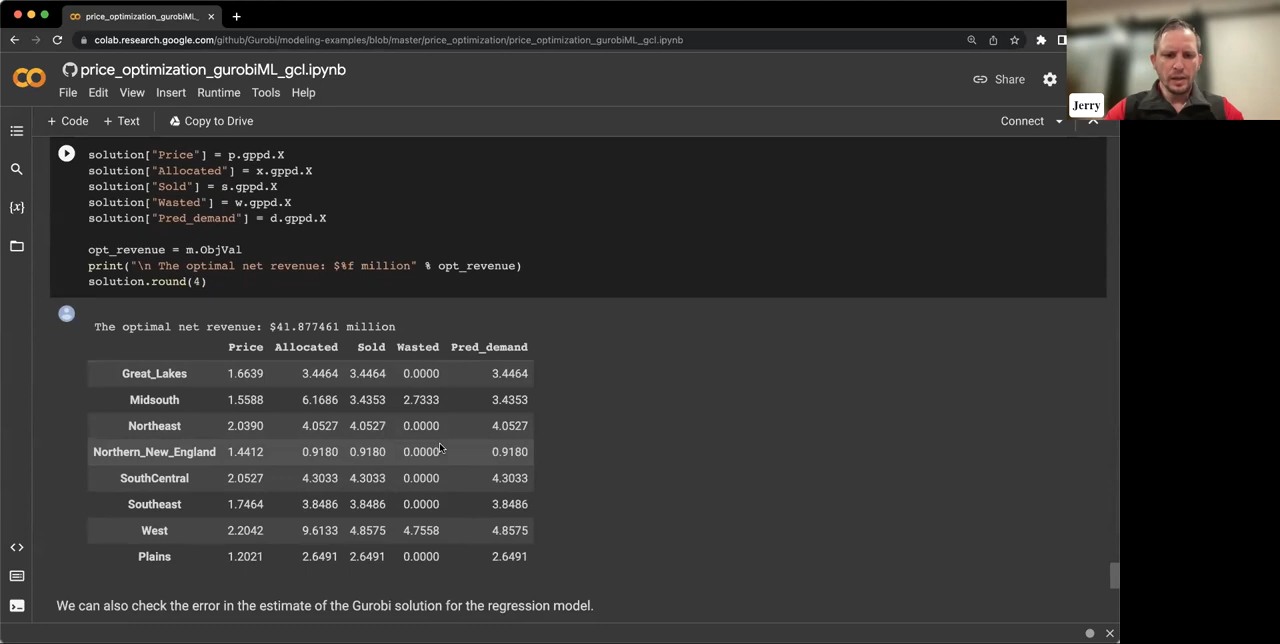 price_optimization_gurobiML_
colab.research.google.com/github/Gurobi/modeling-examples/blob/master/price_optimization/price_optimization_gurobiML_gcl.ipynb
price_optimization_gurobiML_gcl.ipynb
Share
Jerry
File Edit View Insert Runtime Tools Help
+ Code + Text Copy to Drive Connect
solution["Price"] = p.gppd.X
solution["Allocated"] = x.gppd.X
solution["Sold"] = s.gppd.X
solution["Wasted"] = w.gppd.X
solution["Pred_demand"] = d.gppd.X
opt_revenue = m.ObjVal
print("\n The optimal net revenue: $%f million" % opt_revenue)
solution.round(4)
The optimal net revenue: $41.877461 million
Price Allocated Sold Wasted Pred_demand
Great_Lakes 1.6639 3.4464 3.4464 0.0000 3.4464
Midsouth 1.5588 6.1686 3.4353 2.7333 3.4353
Northeast 2.0390 4.0527 4.0527 0.0000 4.0527
Northern_New_England 1.4412 0.9180 0.9180 0.0000 0.9180
SouthCentral 2.0527 4.3033 4.3033 0.0000 4.3033
Southeast 1.7464 3.8486 3.8486 0.0000 3.8486
West 2.2042 9.6133 4.8575 4.7558 4.8575
Plains 1.2021 2.6491 2.6491 0.0000 2.6491
We can also check the error in the estimate of the Gurobi solution for the regression model.